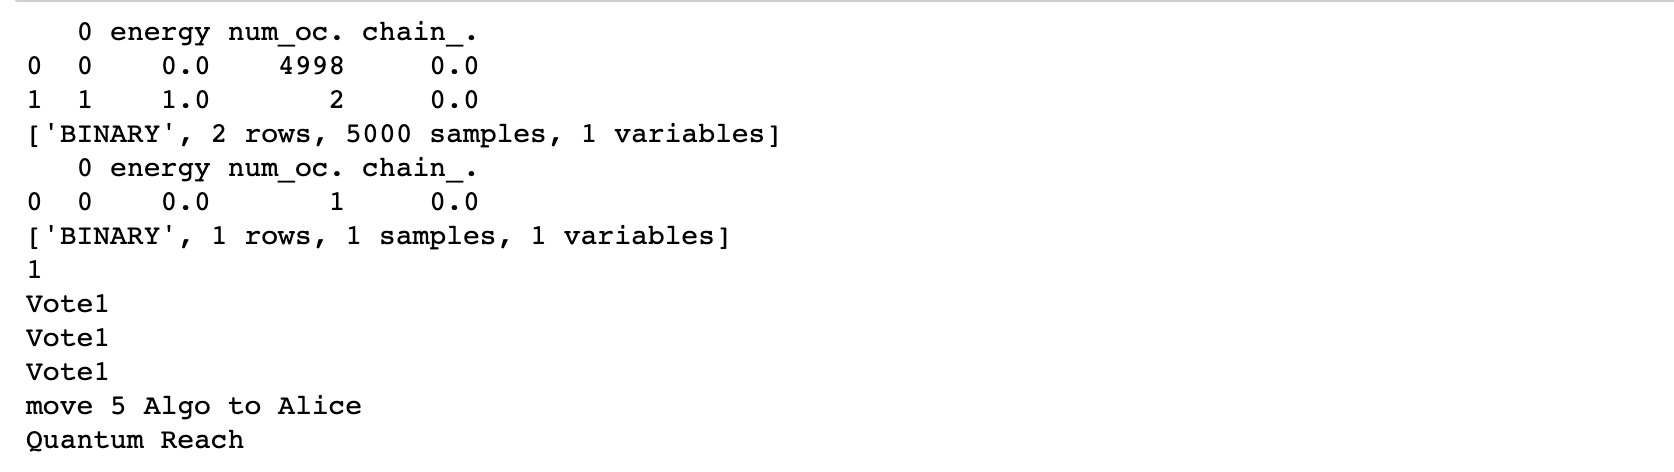 0 energy num_oc. chain_.
0 0 0.0 4998 0.0
1 1 1.0 2 0.0
['BINARY', 2 rows, 5000 samples, 1 variables]
0 energy num_oc. chain_.
0 0 0.0 1 0.0
['BINARY', 1 rows, 1 samples, 1 variables]
1
Vote1
Vote1
Vote1
move 5 Algo to Alice
Quantum Reach